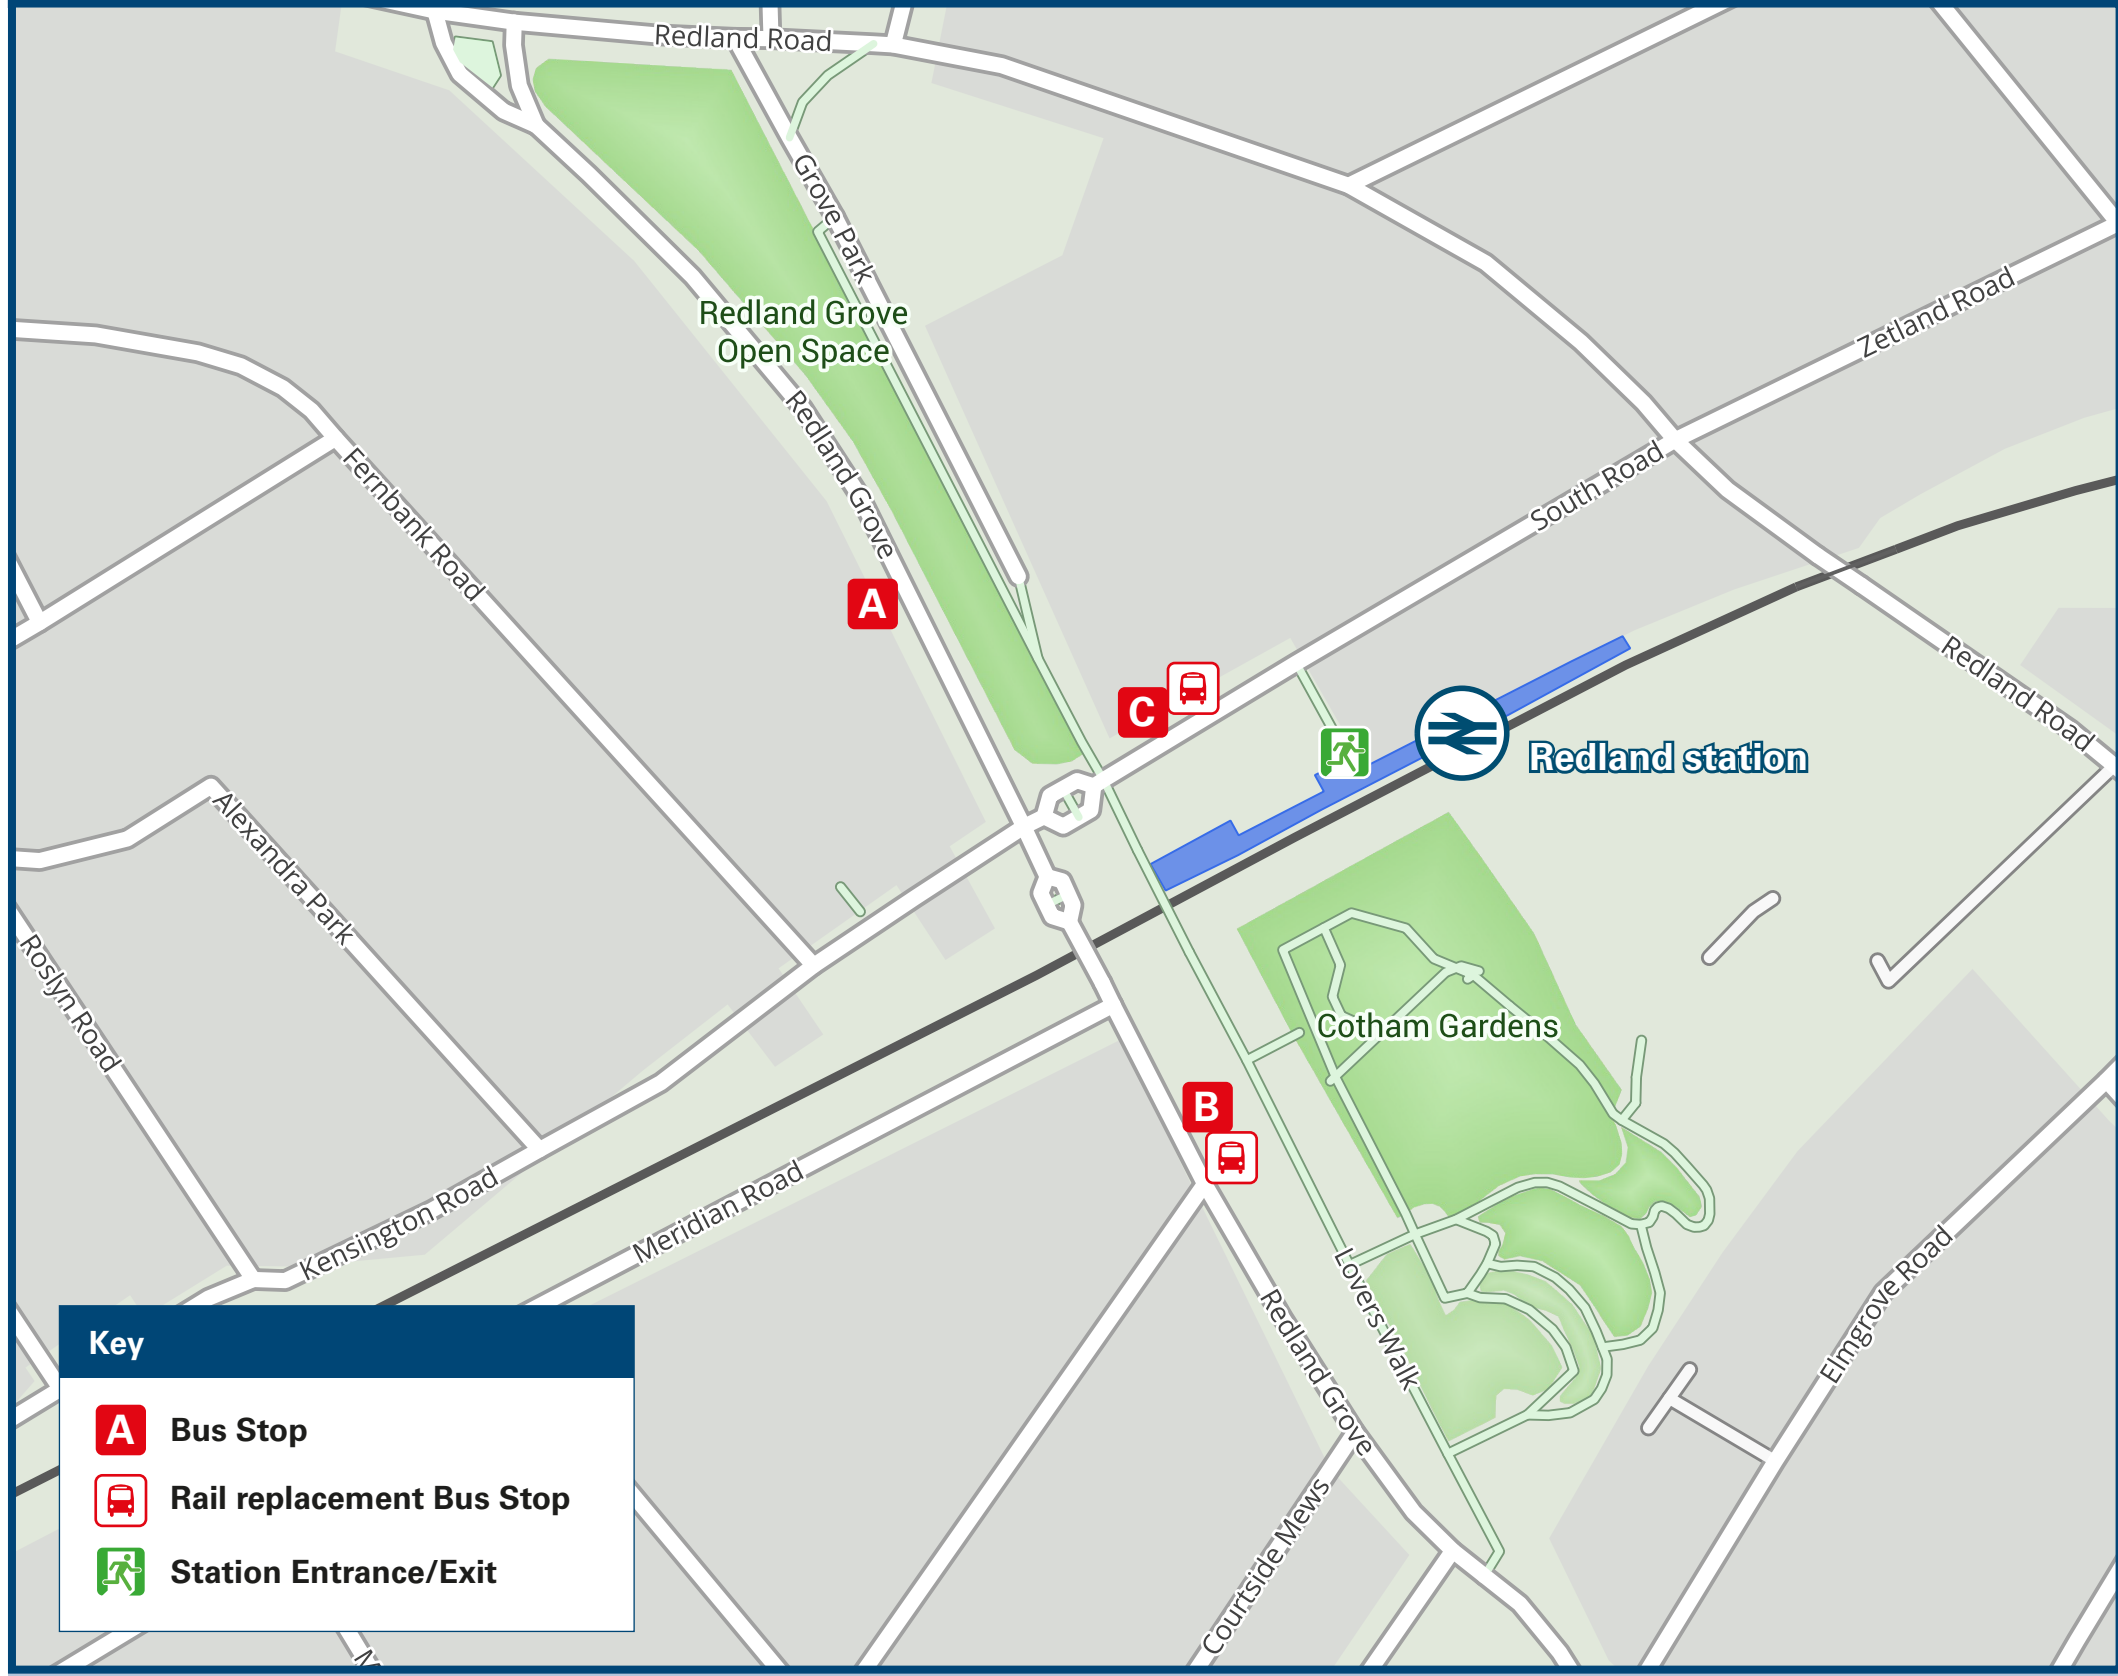 Redland Road
Grove Park
Redland Grove
Open Space
Zetland Road
Redland Grove
South Road
Fernbank Road
A
C
Redland Road
Redland station
Alexandra Park
Roslyn Road
Cotham Gardens
B
Kensington Road
Meridian Road
Lovers Walk
Redland Grove
Elmgrove Road
Courtside Mews
Key
A Bus Stop
Rail replacement Bus Stop
Station Entrance/Exit